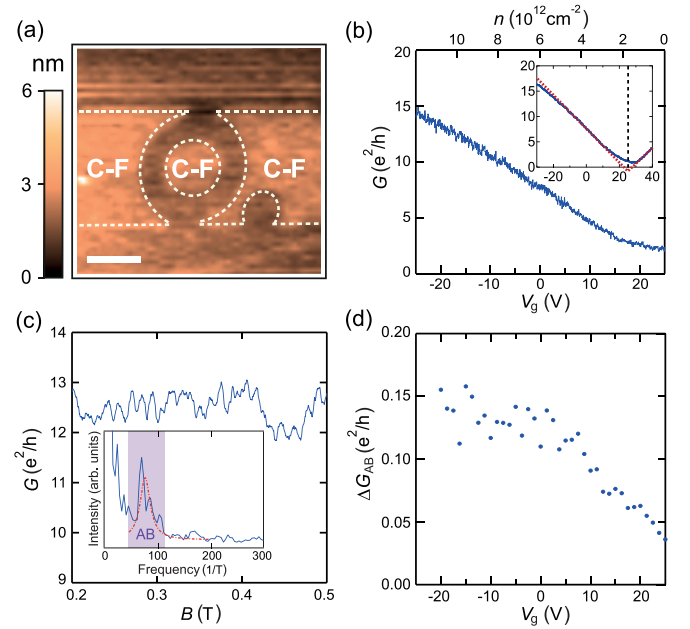 (a)
nm
6
3
0
C-F
C-F
C-F
(b)
n (10¹²cm⁻²)
10 8 6 4 2 0
20
15
10
5
0
G (e²/h)
-20 -10 0 10 20
Vg (V)
20
15
10
5
0
-20 0 20 40
(c)
14
13
12
11
10
9
G (e²/h)
0.2 0.3 0.4 0.5
B (T)
Intensity (arb. units)
AB
0 100 200 300
Frequency (1/T)
(d)
0.20
0.15
0.10
0.05
0.00
ΔGAB (e²/h)
-20 -10 0 10 20
Vg (V)